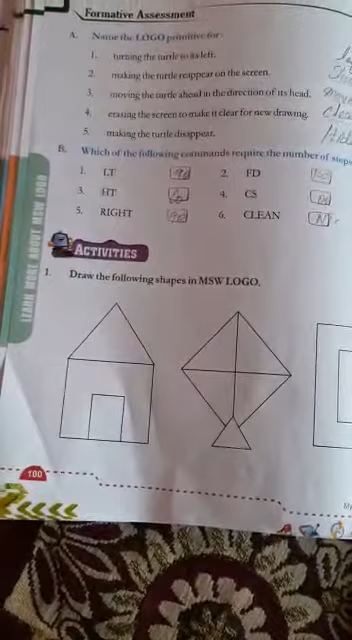 Formative Assessment
A. Name the LOGO primitive for:
1. turning the turtle to its left.
2. making the turtle reappear on the screen.
3. moving the turtle ahead in the direction of its head.
4. erasing the screen to make it clear for new drawing.
5. making the turtle disappear.
B. Which of the following commands require the number of steps
1. LT 2. FD
3. HT 4. CS
5. RIGHT 6. CLEAN
LEARN MORE ABOUT MSW LOGO
ACTIVITIES
1. Draw the following shapes in MSW LOGO.
100